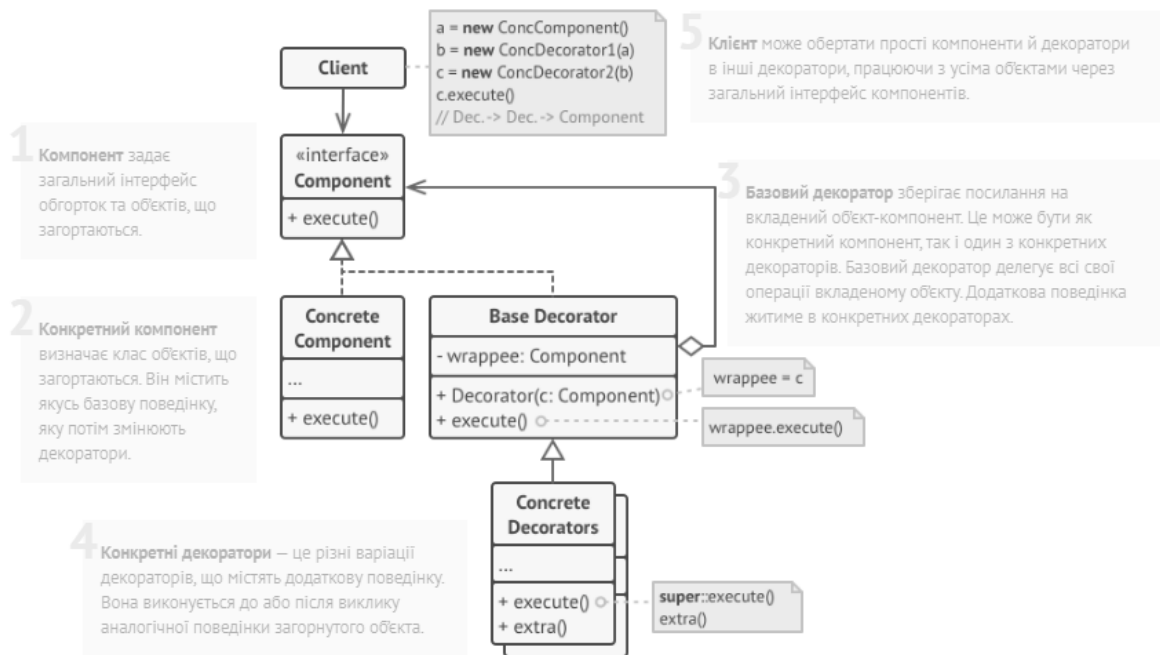 Client
a = new ConcComponent()
b = new ConcDecorator1(a)
c = new ConcDecorator2(b)
c.execute()
// Dec. -> Dec. -> Component
5
Клієнт може обертати прості компоненти й декоратори
в інші декоратори, працюючи з усіма об'єктами через
загальний інтерфейс компонентів.
1
Компонент задає
загальний інтерфейс
обгорток та об'єктів, що
загортаються.
«interface»
Component
+ execute()
3
Базовий декоратор зберігає посилання на
вкладений об'єкт-компонент. Це може бути як
конкретний компонент, так і один з конкретних
декораторів. Базовий декоратор делегує всі свої
операції вкладеному об'єкту. Додаткова поведінка
житиме в конкретних декораторах.
2
Конкретний компонент
визначає клас об'єктів, що
загортаються. Він містить
якусь базову поведінку,
яку потім змінюють
декоратори.
Concrete
Component
...
+ execute()
Base Decorator
- wrappee: Component
+ Decorator(c: Component)
+ execute()
wrappee = c
wrappee.execute()
4
Конкретні декоратори — це різні варіації
декораторів, що містять додаткову поведінку.
Вона виконується до або після виклику
аналогічної поведінки загорнутого об'єкта.
Concrete
Decorators
...
+ execute()
+ extra()
super::execute()
extra()